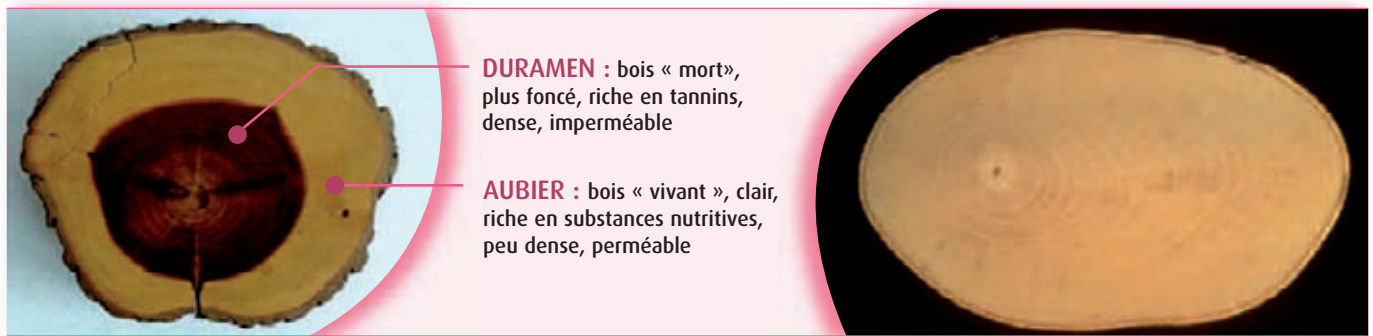 DURAMEN : bois « mort»,
plus foncé, riche en tannins,
dense, imperméable
AUBIER : bois « vivant », clair,
riche en substances nutritives,
peu dense, perméable